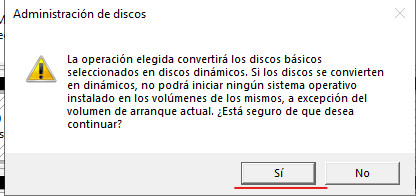 Administración de discos
La operación elegida convertirá los discos básicos
seleccionados en discos dinámicos. Si los discos se convierten
en dinámicos, no podrá iniciar ningún sistema operativo
instalado en los volúmenes de los mismos, a excepción del
volumen de arranque actual. ¿Está seguro de que desea
continuar?
Sí
No